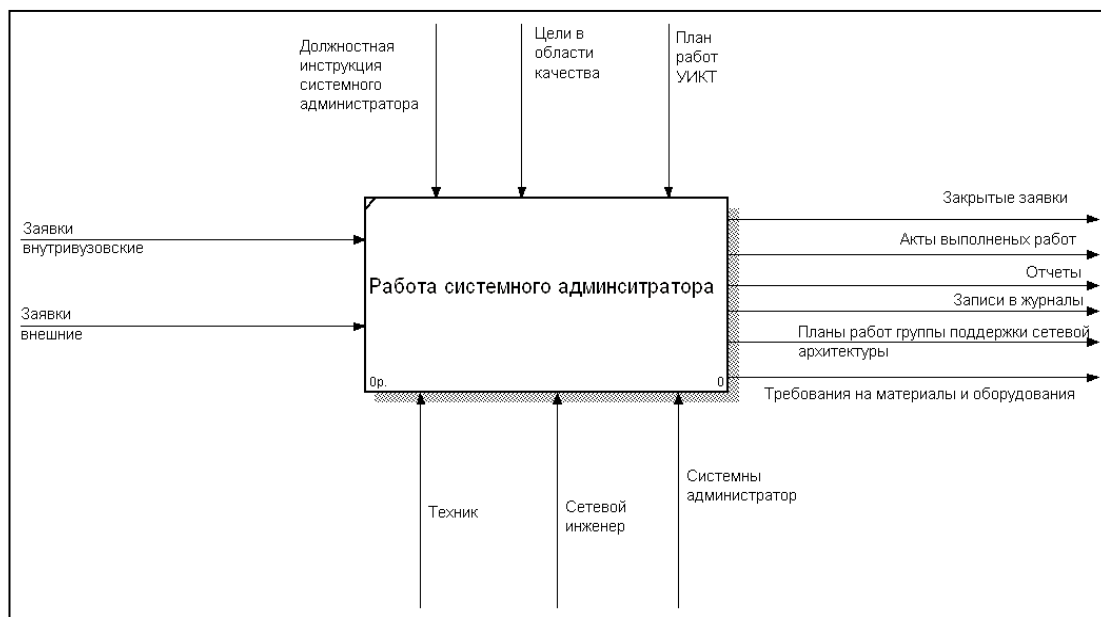 Должностная
инструкция
системного
администратора
Цели в
области
качества
План
работ
УИКТ
Заявки
внутривузовские
Заявки
внешние
Работа системного админситратора
0р.
0
Закрытые заявки
Акты выполненых работ
Отчеты
Записи в журналы
Планы работ группы поддержки сетевой
архитектуры
Требования на материалы и оборудования
Техник
Сетевой
инженер
Системны
администратор